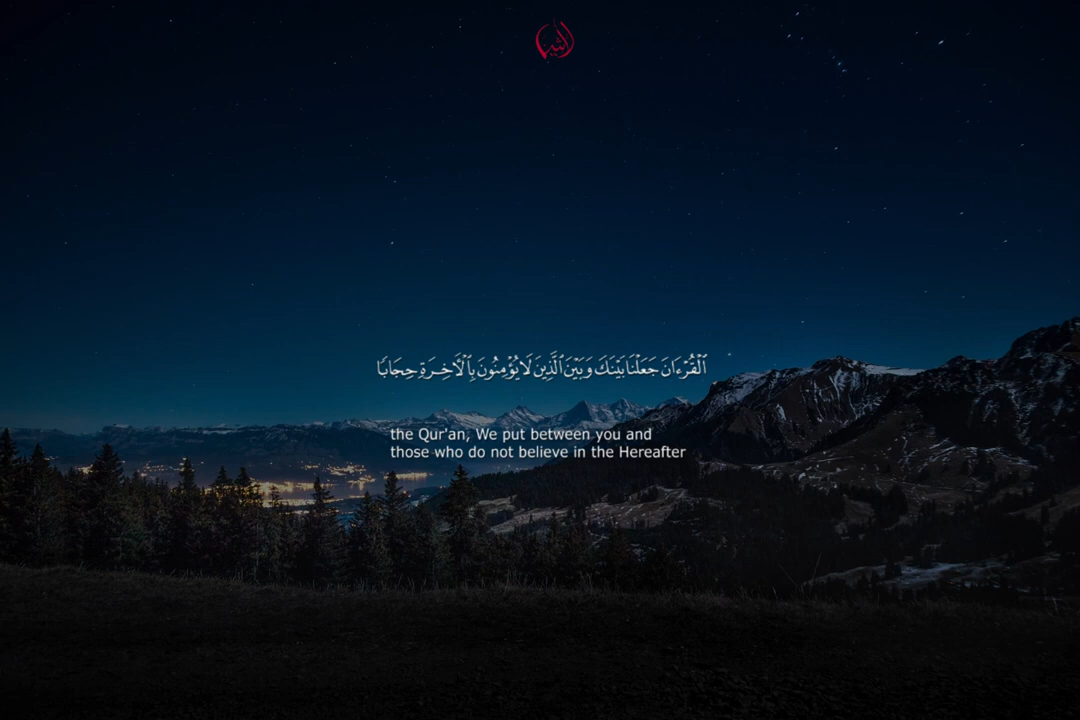 ٱلْقُرْءَانَ جَعَلْنَا بَيْنَكَ وَبَيْنَ ٱلَّذِينَ لَا يُؤْمِنُونَ بِٱلْأَخِرَةِ حِجَابًا
the Qur'an, We put between you and
those who do not believe in the Hereafter